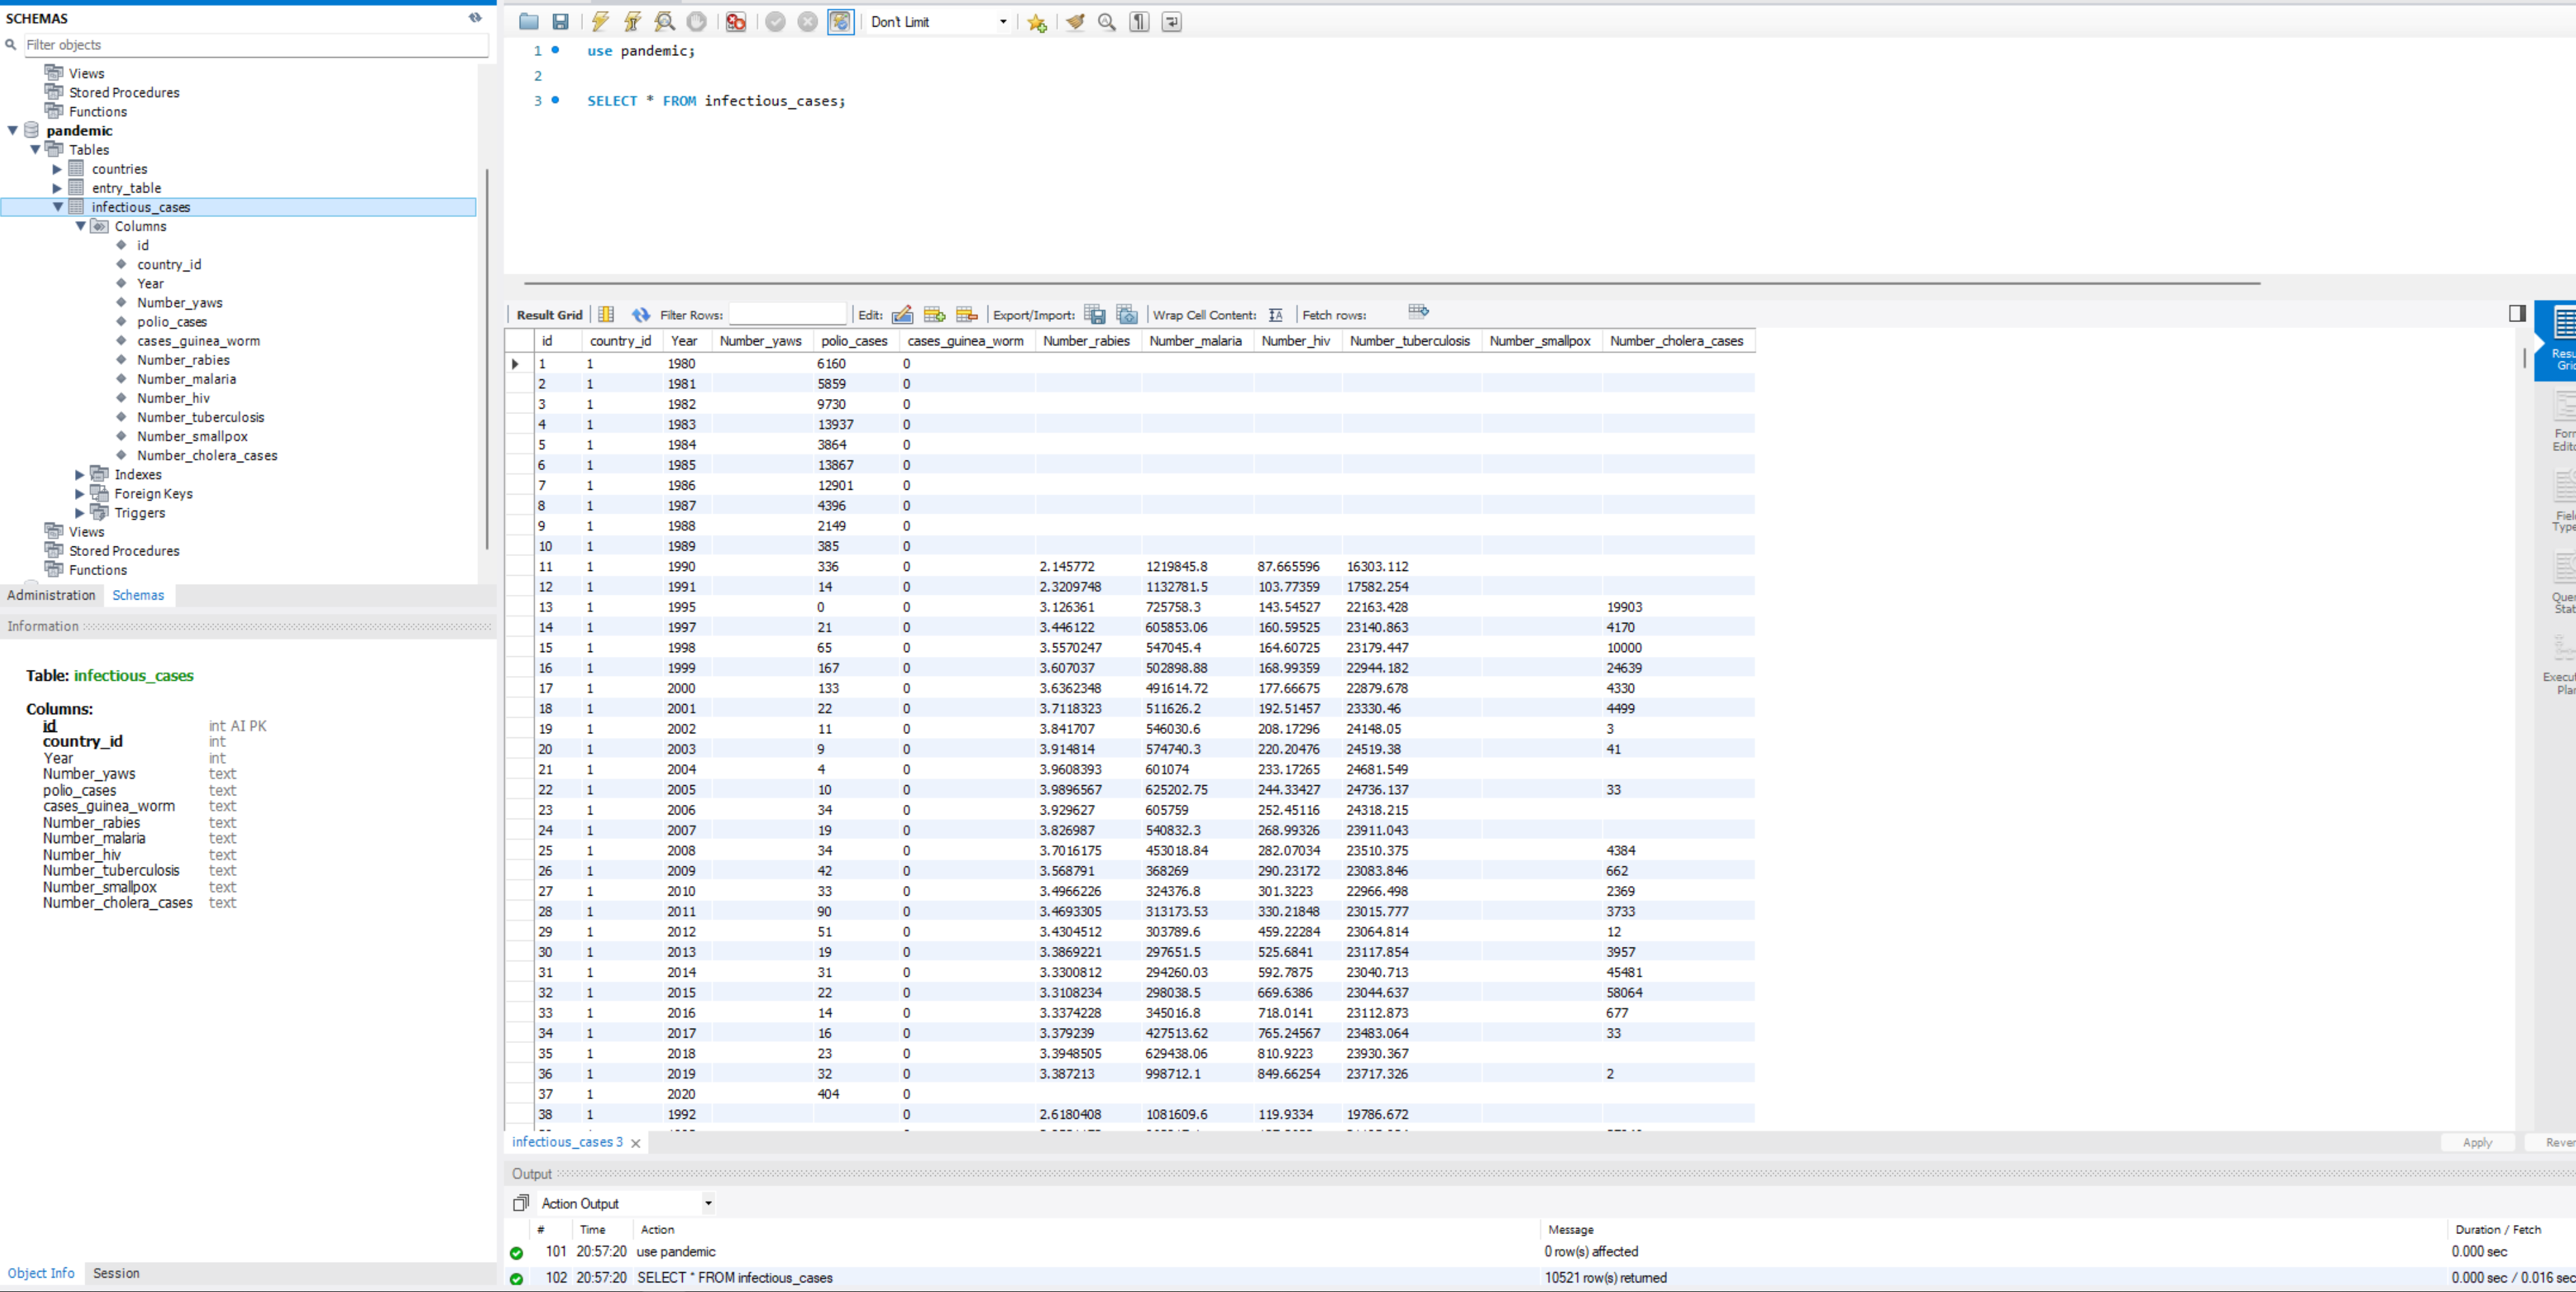 SCHEMAS
Filter objects
Views
Stored Procedures
Functions
pandemic
Tables
countries
entry_table
infectious_cases
Columns
id
country_id
Year
Number_yaws
polio_cases
cases_guinea_worm
Number_rabies
Number_malaria
Number_hiv
Number_tuberculosis
Number_smallpox
Number_cholera_cases
Indexes
Foreign Keys
Triggers
Views
Stored Procedures
Functions
Administration Schemas
Information
Table: infectious_cases
Columns:
id int AI PK
country_id int
Year int
Number_yaws text
polio_cases text
cases_guinea_worm text
Number_rabies text
Number_malaria text
Number_hiv text
Number_tuberculosis text
Number_smallpox text
Number_cholera_cases text
Object Info Session
Don't Limit
1 use pandemic;
2
3 SELECT * FROM infectious_cases;
Result Grid Filter Rows: Edit: Export/Import: Wrap Cell Content: Fetch rows:
id country_id Year Number_yaws polio_cases cases_guinea_worm Number_rabies Number_malaria Number_hiv Number_tuberculosis Number_smallpox Number_cholera_cases
1 1 1980 6160 0
2 1 1981 5859 0
3 1 1982 9730 0
4 1 1983 13937 0
5 1 1984 3864 0
6 1 1985 13867 0
7 1 1986 12901 0
8 1 1987 4396 0
9 1 1988 2149 0
10 1 1989 385 0
11 1 1990 336 0 2.145772 1219845.8 87.665596 16303.112
12 1 1991 14 0 2.3209748 1132781.5 103.77359 17582.254
13 1 1995 0 0 3.126361 725758.3 143.54527 22163.428 19903
14 1 1997 21 0 3.446122 605853.06 160.59525 23140.863 4170
15 1 1998 65 0 3.5570247 547045.4 164.60725 23179.447 10000
16 1 1999 167 0 3.607037 502898.88 168.99359 22944.182 24639
17 1 2000 133 0 3.6362348 491614.72 177.66675 22879.678 4330
18 1 2001 22 0 3.7118323 511626.2 192.51457 23330.46 4499
19 1 2002 11 0 3.841707 546030.6 208.17296 24148.05 3
20 1 2003 9 0 3.914814 574740.3 220.20476 24519.38 41
21 1 2004 4 0 3.9608393 601074 233.17265 24681.549
22 1 2005 10 0 3.9896567 625202.75 244.33427 24736.137 33
23 1 2006 34 0 3.929627 605759 252.45116 24318.215
24 1 2007 19 0 3.826987 540832.3 268.99326 23911.043
25 1 2008 34 0 3.7016175 453018.84 282.07034 23510.375 4384
26 1 2009 42 0 3.568791 368269 290.23172 23083.846 662
27 1 2010 33 0 3.4966226 324376.8 301.3223 22966.498 2369
28 1 2011 90 0 3.4693305 313173.53 330.21848 23015.777 3733
29 1 2012 51 0 3.4304512 303789.6 459.22284 23064.814 12
30 1 2013 19 0 3.3869221 297651.5 525.6841 23117.854 3957
31 1 2014 31 0 3.3300812 294260.03 592.7875 23040.713 45481
32 1 2015 22 0 3.3108234 298038.5 669.6386 23044.637 58064
33 1 2016 14 0 3.3374228 345016.8 718.0141 23112.873 677
34 1 2017 16 0 3.379239 427513.62 765.24567 23483.064 33
35 1 2018 23 0 3.3948505 629438.06 810.9223 23930.367
36 1 2019 32 0 3.387213 998712.1 849.66254 23717.326 2
37 1 2020 404 0
38 1 1992 0 2.6180408 1081609.6 119.9334 19786.672
infectious_cases 3
Apply
Output
Action Output
# Time Action Message Duration / Fetch
101 20:57:20 use pandemic 0 row(s) affected 0.000 sec
102 20:57:20 SELECT * FROM infectious_cases 10521 row(s) returned 0.000 sec / 0.016 sec